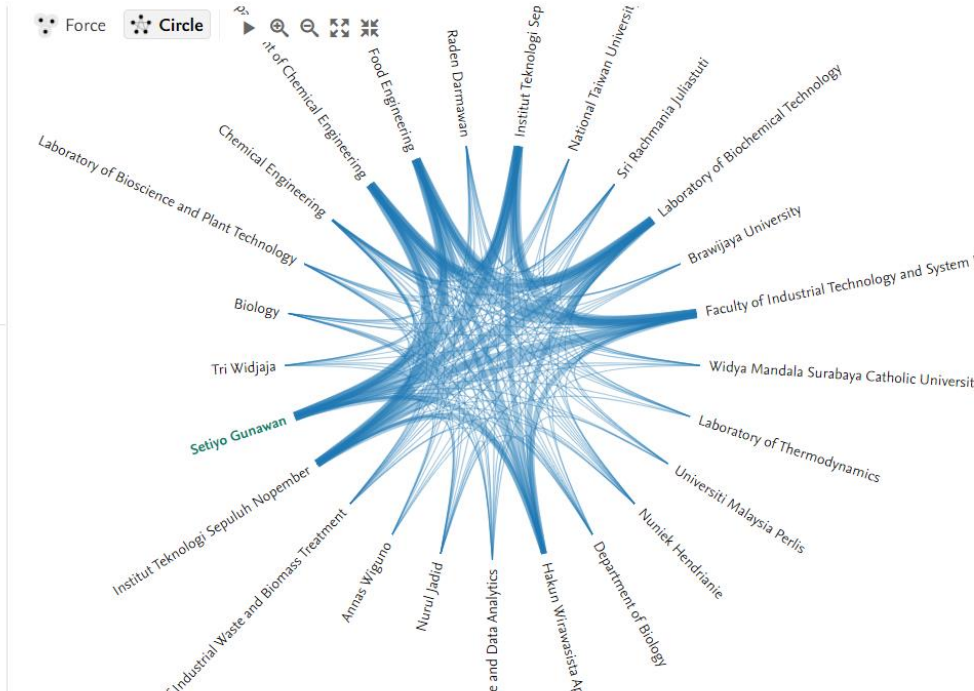 Force
Circle
nt of Chemical Engineering
Food Engineering
Raden Darmawan
Institut Teknologi Sep
National Taiwan Universit
Sri Rachmania Juliastuti
Laboratory of Biochemical Technology
Brawijaya University
Faculty of Industrial Technology and System
Widya Mandala Surabaya Catholic Universit
Laboratory of Thermodynamics
Universiti Malaysia Perlis
Nuniek Hendrianie
Department of Biology
Hakun Wirawasista Ap
e and Data Analytics
Nurul Jadid
Annas Wiguno
Industrial Waste and Biomass Treatment
Institut Teknologi Sepuluh Nopember
Setiyo Gunawan
Tri Widjaja
Biology
Laboratory of Bioscience and Plant Technology
Chemical Engineering